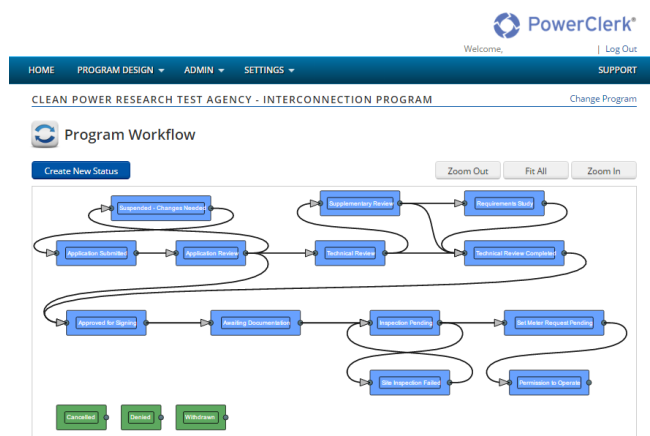 PowerClerk®
Welcome, | Log Out
HOME PROGRAM DESIGN ADMIN SETTINGS SUPPORT
CLEAN POWER RESEARCH TEST AGENCY - INTERCONNECTION PROGRAM Change Program
Program Workflow
Create New Status Zoom Out Fit All Zoom In
Suspended - Changes Needed Supplementary Review Requirements Study
Application Submitted Application Review Technical Review Technical Review Completed
Approved for Signing Awaiting Documentation Inspection Pending Set Meter Request Pending
Site Inspection Failed Permission to Operate
Cancelled Denied Withdrawn